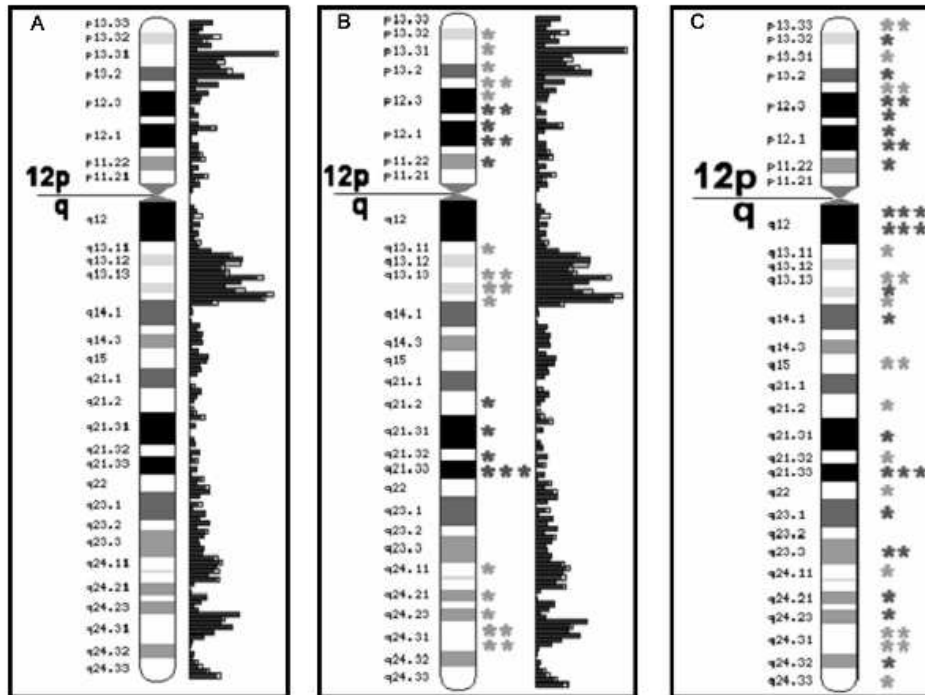 A
p13.33
p13.32
p13.31
p13.2
p12.3
p12.1
p11.22
p11.21
12p
q
q12
q13.11
q13.12
q13.13
q14.1
q14.3
q15
q21.1
q21.2
q21.31
q21.32
q21.33
q22
q23.1
q23.2
q23.3
q24.11
q24.21
q24.23
q24.31
q24.32
q24.33
B
p13.33
p13.32
p13.31
p13.2
p12.3
p12.1
p11.22
p11.21
12p
q
q12
q13.11
q13.12
q13.13
q14.1
q14.3
q15
q21.1
q21.2
q21.31
q21.32
q21.33
q22
q23.1
q23.2
q23.3
q24.11
q24.21
q24.23
q24.31
q24.32
q24.33
C
p13.33
p13.32
p13.31
p13.2
p12.3
p12.1
p11.22
p11.21
12p
q
q12
q13.11
q13.12
q13.13
q14.1
q14.3
q15
q21.1
q21.2
q21.31
q21.32
q21.33
q22
q23.1
q23.2
q23.3
q24.11
q24.21
q24.23
q24.31
q24.32
q24.33